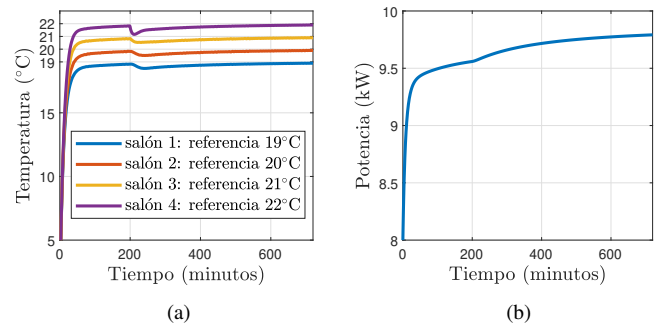 22
21
20
19
15
10
5
Temperatura (°C)
salón 1: referencia 19°C
salón 2: referencia 20°C
salón 3: referencia 21°C
salón 4: referencia 22°C
0
200
400
600
Tiempo (minutos)
(a)
10
9.5
9
8.5
8
Potencia (kW)
0
200
400
600
Tiempo (minutos)
(b)